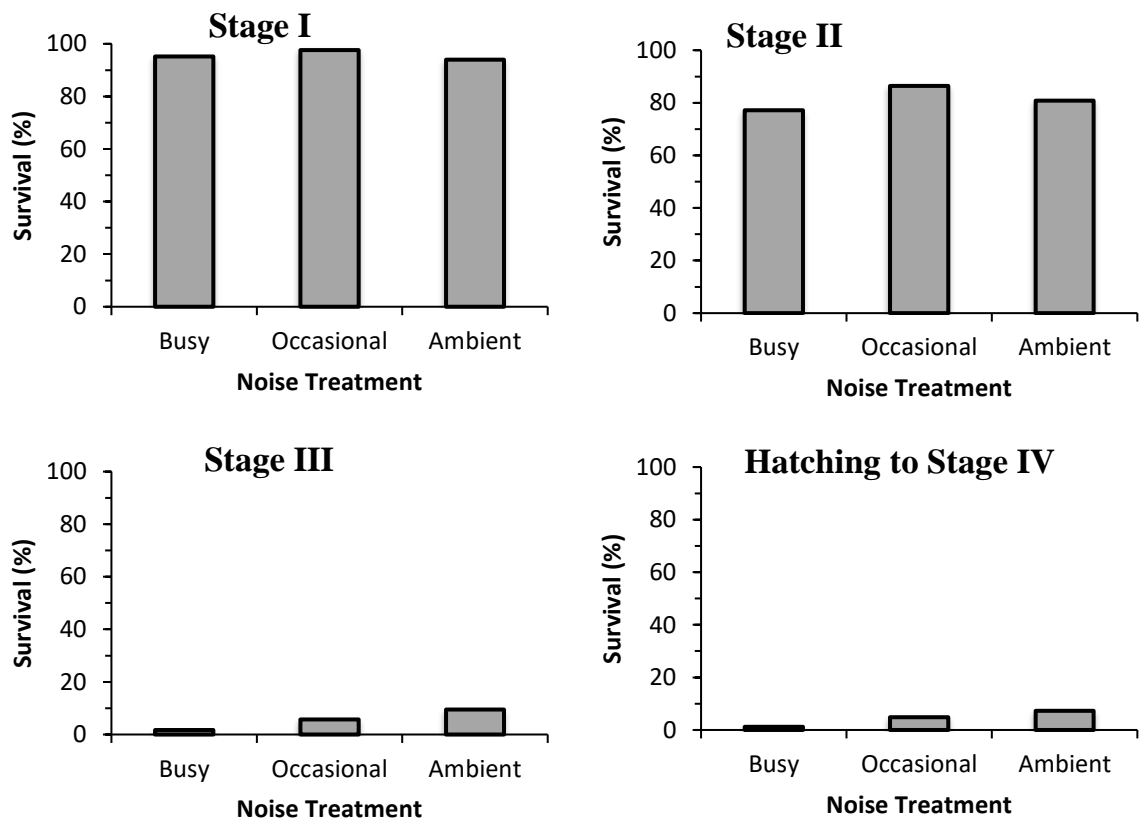 Stage I
Survival (%)
100
80
60
40
20
0
Busy Occasional Ambient
Noise Treatment
Stage II
Survival (%)
100
80
60
40
20
0
Busy Occasional Ambient
Noise Treatment
Stage III
Survival (%)
100
80
60
40
20
0
Busy Occasional Ambient
Noise Treatment
Hatching to Stage IV
Survival (%)
100
80
60
40
20
0
Busy Occasional Ambient
Noise Treatment